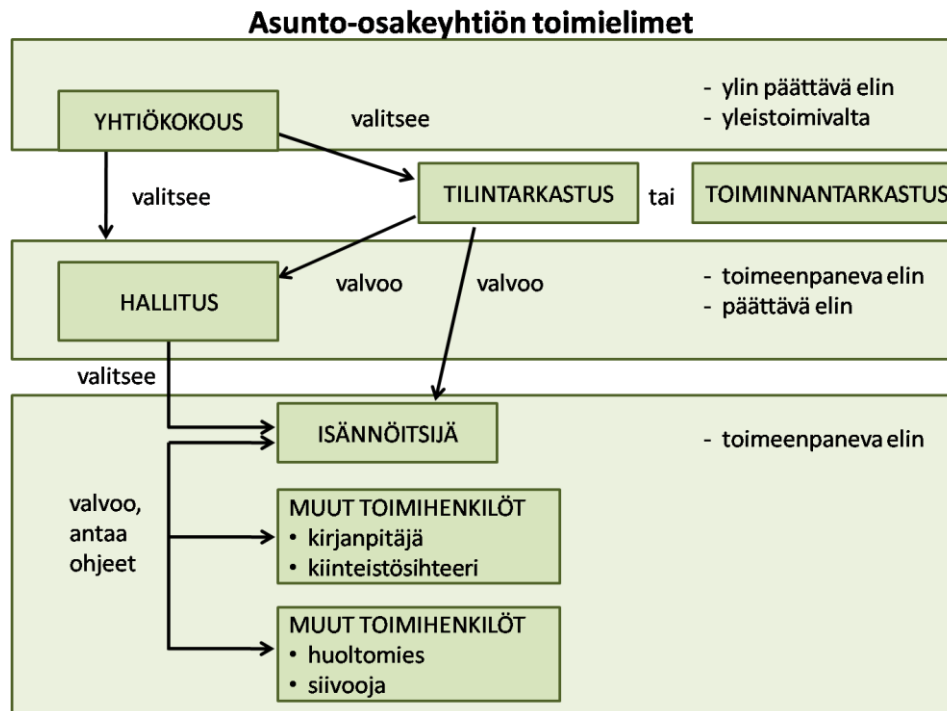 Asunto-osakeyhtiön toimielimet
YHTIÖKOKOUS
valitsee
- ylin päättävä elin
- yleistoimivalta
valitsee
TILINTARKASTUS
tai
TOIMINNANTARKASTUS
HALLITUS
valvoo
valvoo
- toimeenpaneva elin
- päättävä elin
valitsee
ISÄNNÖITSIJÄ
- toimeenpaneva elin
valvoo,
antaa
ohjeet
MUUT TOIMIHENKILÖT
• kirjanpitäjä
• kiinteistösihteeri
MUUT TOIMIHENKILÖT
• huoltomies
• siivooja